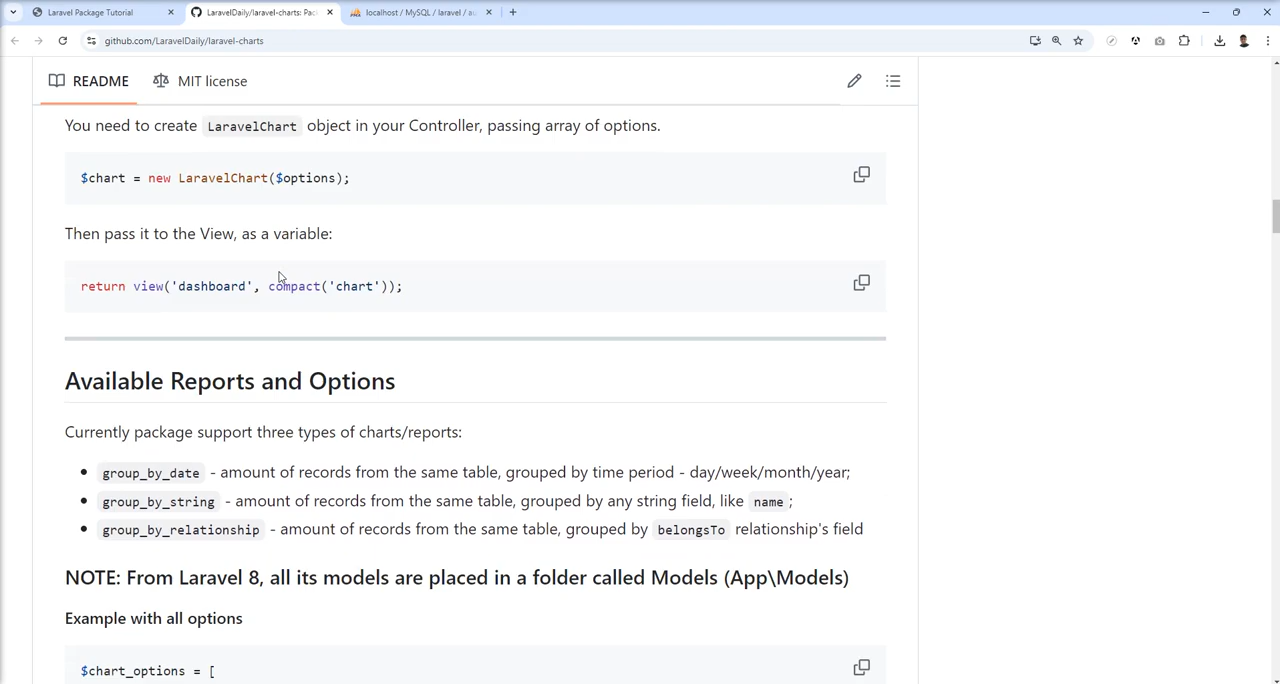 Laravel Package Tutorial
LaravelDaily/laravel-charts: Pac
localhost / MySQL / laravel / au
github.com/LaravelDaily/laravel-charts
README
MIT license
You need to create LaravelChart object in your Controller, passing array of options.
$chart = new LaravelChart($options);
Then pass it to the View, as a variable:
return view('dashboard', compact('chart'));
Available Reports and Options
Currently package support three types of charts/reports:
group_by_date - amount of records from the same table, grouped by time period - day/week/month/year;
group_by_string - amount of records from the same table, grouped by any string field, like name ;
group_by_relationship - amount of records from the same table, grouped by belongsTo relationship's field
NOTE: From Laravel 8, all its models are placed in a folder called Models (App\Models)
Example with all options
$chart_options = [